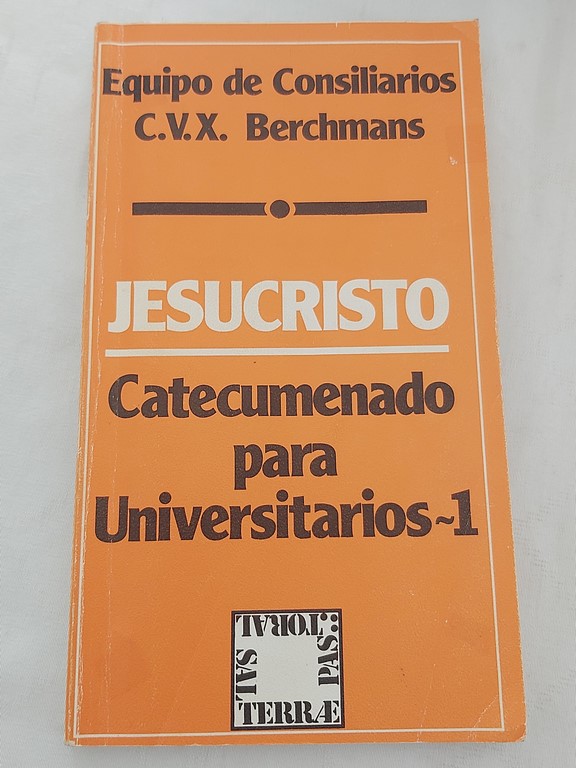 Equipo de Consiliarios
C.V.X. Berchmans
JESUCRISTO
Catecumenado
para
Universitarios~1
SAL
TERRÆ
PAS:
TORAL